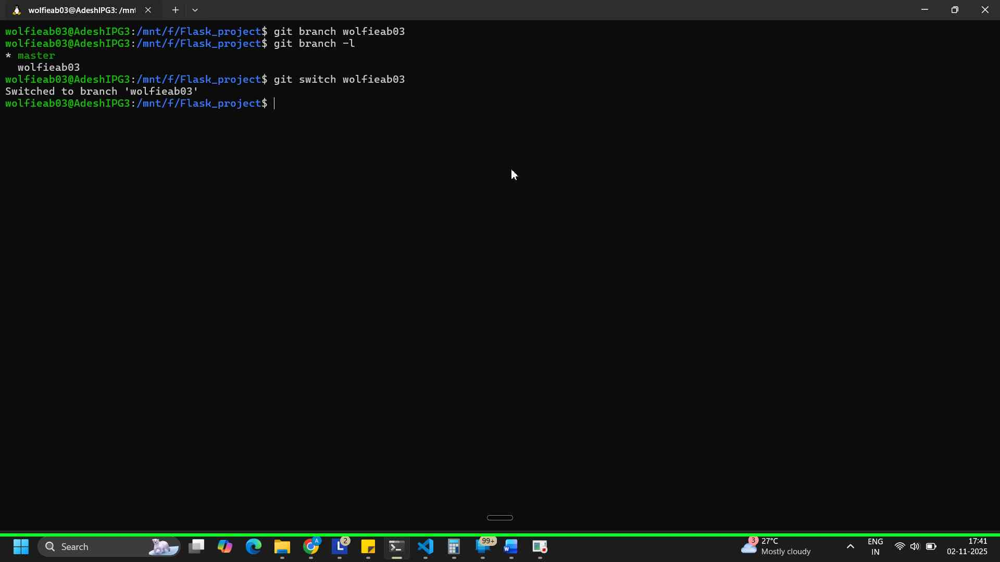 wolfieab03@AdeshIPG3: /mnt
wolfieab03@AdeshIPG3:/mnt/f/Flask_project$ git branch wolfieab03
wolfieab03@AdeshIPG3:/mnt/f/Flask_project$ git branch -l
* master
  wolfieab03
wolfieab03@AdeshIPG3:/mnt/f/Flask_project$ git switch wolfieab03
Switched to branch 'wolfieab03'
wolfieab03@AdeshIPG3:/mnt/f/Flask_project$
Search
A
L
2
99+
W
3
27°C
Mostly cloudy
ENG
IN
17:41
02-11-2025